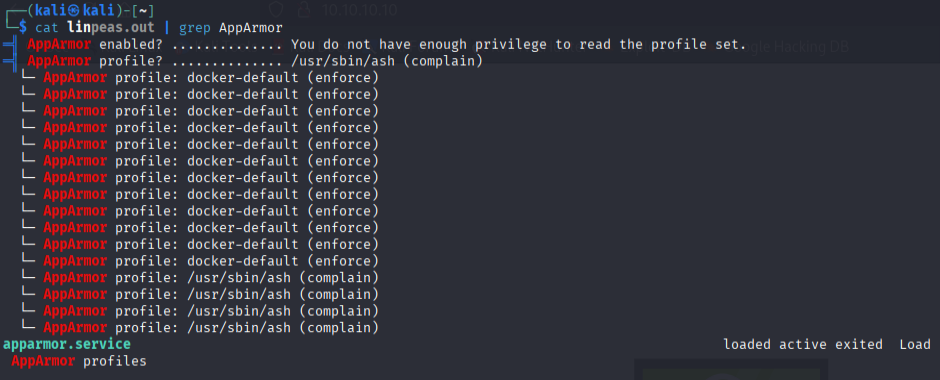 ┌──(kali㉿kali)-[~]
└─$ cat linpeas.out | grep AppArmor
═╣ AppArmor enabled? .............. You do not have enough privilege to read the profile set.
═╣ AppArmor profile? .............. /usr/sbin/ash (complain)
└─ AppArmor profile: docker-default (enforce)
└─ AppArmor profile: docker-default (enforce)
└─ AppArmor profile: docker-default (enforce)
└─ AppArmor profile: docker-default (enforce)
└─ AppArmor profile: docker-default (enforce)
└─ AppArmor profile: docker-default (enforce)
└─ AppArmor profile: docker-default (enforce)
└─ AppArmor profile: docker-default (enforce)
└─ AppArmor profile: docker-default (enforce)
└─ AppArmor profile: docker-default (enforce)
└─ AppArmor profile: docker-default (enforce)
└─ AppArmor profile: docker-default (enforce)
└─ AppArmor profile: /usr/sbin/ash (complain)
└─ AppArmor profile: /usr/sbin/ash (complain)
└─ AppArmor profile: /usr/sbin/ash (complain)
└─ AppArmor profile: /usr/sbin/ash (complain)
apparmor.service loaded active exited Load
AppArmor profiles